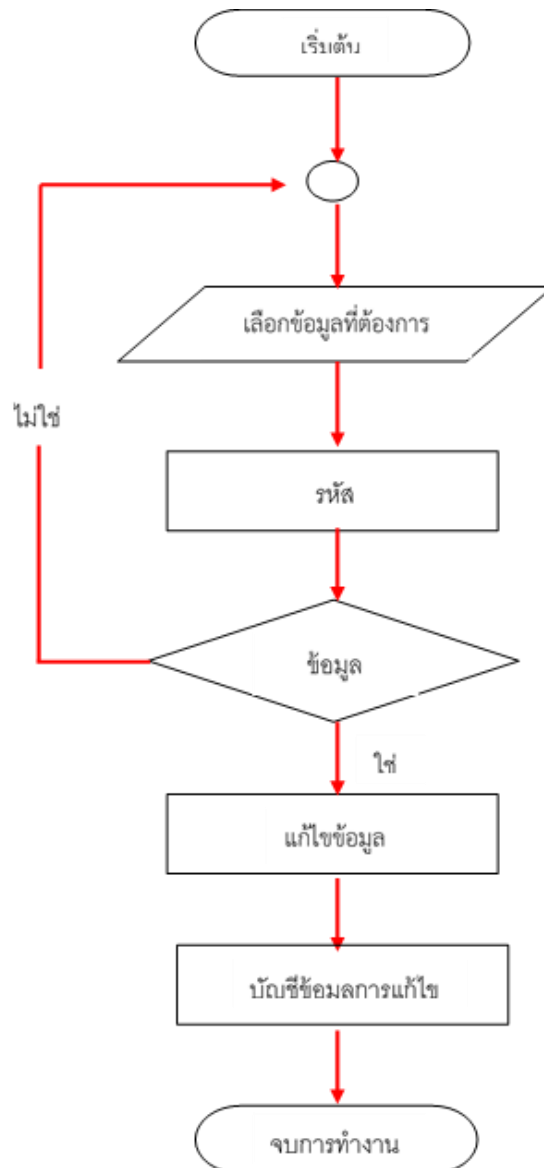 เริ่มต้น
เลือกข้อมูลที่ต้องการ
ไม่ใช่
รหัส
ข้อมูล
ใช่
แก้ไขข้อมูล
บัญชีข้อมลการแก้ไข
จบการทำงาน